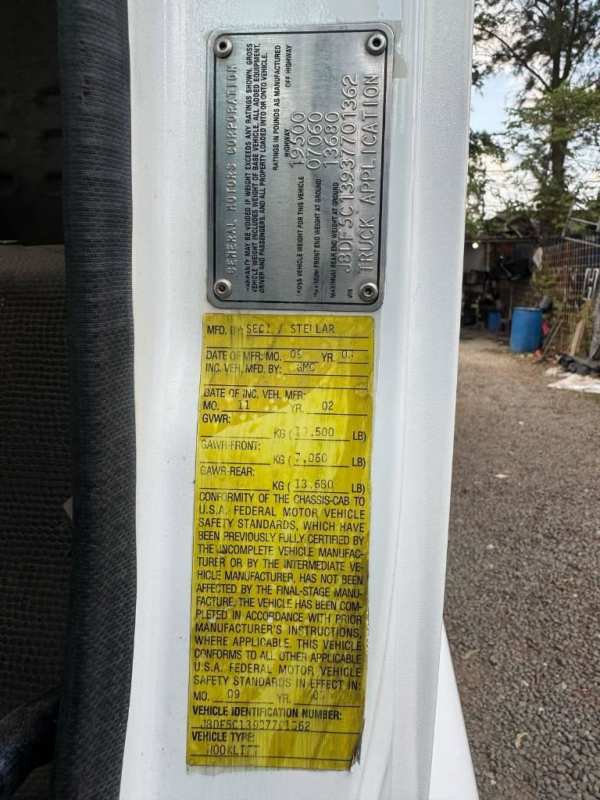 GENERAL MOTORS CORPORATION
WARRANTY MAY BE VOIDED IF WEIGHT EXCEEDS ANY RATINGS SHOWN. GROSS
VEHICLE WEIGHT INCLUDES WEIGHT OF BASE VEHICLE, ALL ADDED EQUIPMENT,
DRIVER AND PASSENGERS, AND ALL PROPERTY LOADED INTO OR ONTO VEHICLE.
RATINGS IN POUNDS AS MANUFACTURED
HIGHWAY OFF HIGHWAY
GROSS VEHICLE WEIGHT FOR THIS VEHICLE 19500
MAXIMUM FRONT END WEIGHT AT GROUND 07060
MAXIMUM REAR END WEIGHT AT GROUND 13680
VIN J8DF5C13937701362
TRUCK APPLICATION
MFD. BY SECI / STELLAR
DATE OF MFR: MO. 09 YR.
INC. VEH. MFD. BY: GMC
DATE OF INC. VEH. MFR:
MO. 11 YR. 02
GVWR:
KG ( 19,500 LB)
GAWR-FRONT:
KG ( 7,060 LB)
GAWR-REAR:
KG ( 13,680 LB)
CONFORMITY OF THE CHASSIS-CAB TO
U.S.A. FEDERAL MOTOR VEHICLE
SAFETY STANDARDS, WHICH HAVE
BEEN PREVIOUSLY FULLY CERTIFIED BY
THE INCOMPLETE VEHICLE MANUFAC-
TURER OR BY THE INTERMEDIATE VE-
HICLE MANUFACTURER, HAS NOT BEEN
AFFECTED BY THE FINAL-STAGE MANU-
FACTURE. THE VEHICLE HAS BEEN COM-
PLETED IN ACCORDANCE WITH PRIOR
MANUFACTURER'S INSTRUCTIONS,
WHERE APPLICABLE. THIS VEHICLE
CONFORMS TO ALL OTHER APPLICABLE
U.S.A. FEDERAL MOTOR VEHICLE
SAFETY STANDARDS IN EFFECT IN:
MO. 09 YR.
VEHICLE IDENTIFICATION NUMBER:
J8DF5C13937701362
VEHICLE TYPE:
HOOKLIFT